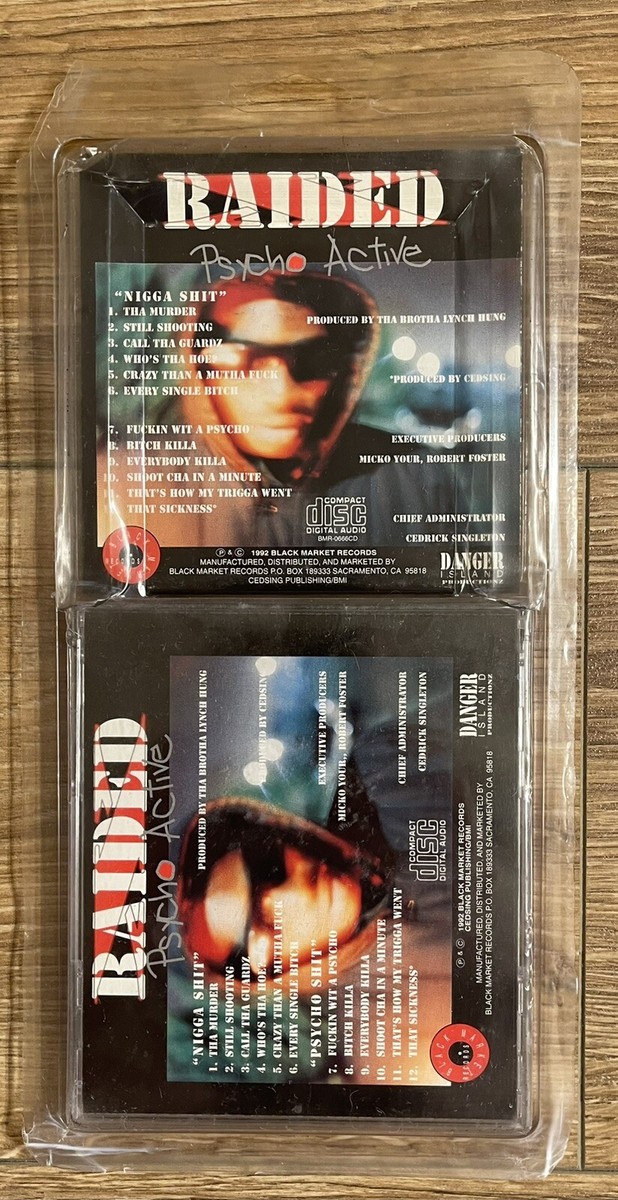 RAIDED
Psycho Active
“NIGGA SHIT”
1. THA MURDER
2. STILL SHOOTING
3. CALL THA GUARDZ
4. WHO'S THA HOE?
5. CRAZY THAN A MUTHA FUCK
6. EVERY SINGLE BITCH
7. FUCKIN WIT A PSYCHO
8. BITCH KILLA
9. EVERYBODY KILLA
10. SHOOT CHA IN A MINUTE
11. THAT'S HOW MY TRIGGA WENT
THAT SICKNESS*
PRODUCED BY THA BROTHA LYNCH HUNG
*PRODUCED BY CEDSING
EXECUTIVE PRODUCERS
MICKO YOUR, ROBERT FOSTER
CHIEF ADMINISTRATOR
CEDRICK SINGLETON
COMPACT
disc
DIGITAL AUDIO
BMR-0666CD
BLACK MARKET
RECORDS
℗ & © 1992 BLACK MARKET RECORDS
MANUFACTURED, DISTRIBUTED, AND MARKETED BY
BLACK MARKET RECORDS P.O. BOX 189333 SACRAMENTO, CA 95818
CEDSING PUBLISHING/BMI
DANGER
ISLAND
PRODUCTIONZ
RAIDED
Psycho Active
“NIGGA SHIT”
1. THA MURDER
2. STILL SHOOTING
3. CALL THA GUARDZ
4. WHO'S THA HOE?
5. CRAZY THAN A MUTHA FUCK
6. EVERY SINGLE BITCH
“PSYCHO SHIT”
7. FUCKIN WIT A PSYCHO
8. BITCH KILLA
9. EVERYBODY KILLA
10. SHOOT CHA IN A MINUTE
11. THAT'S HOW MY TRIGGA WENT
12. THAT SICKNESS*
PRODUCED BY THA BROTHA LYNCH HUNG
PRODUCED BY CEDSING
EXECUTIVE PRODUCERS
MICKO YOUR,, ROBERT FOSTER
CHIEF ADMINISTRATOR
CEDRICK SINGLETON
COMPACT
disc
DIGITAL AUDIO
DANGER
ISLAND
PRODUCTIONZ
℗ & © 1992 BLACK MARKET RECORDS
CEDSING PUBLISHING/BMI
MANUFACTURED, DISTRIBUTED, AND MARKETED BY
BLACK MARKET RECORDS P.O. BOX 189333 SACRAMENTO, CA 95818
BLACK MARKET
RECORDS